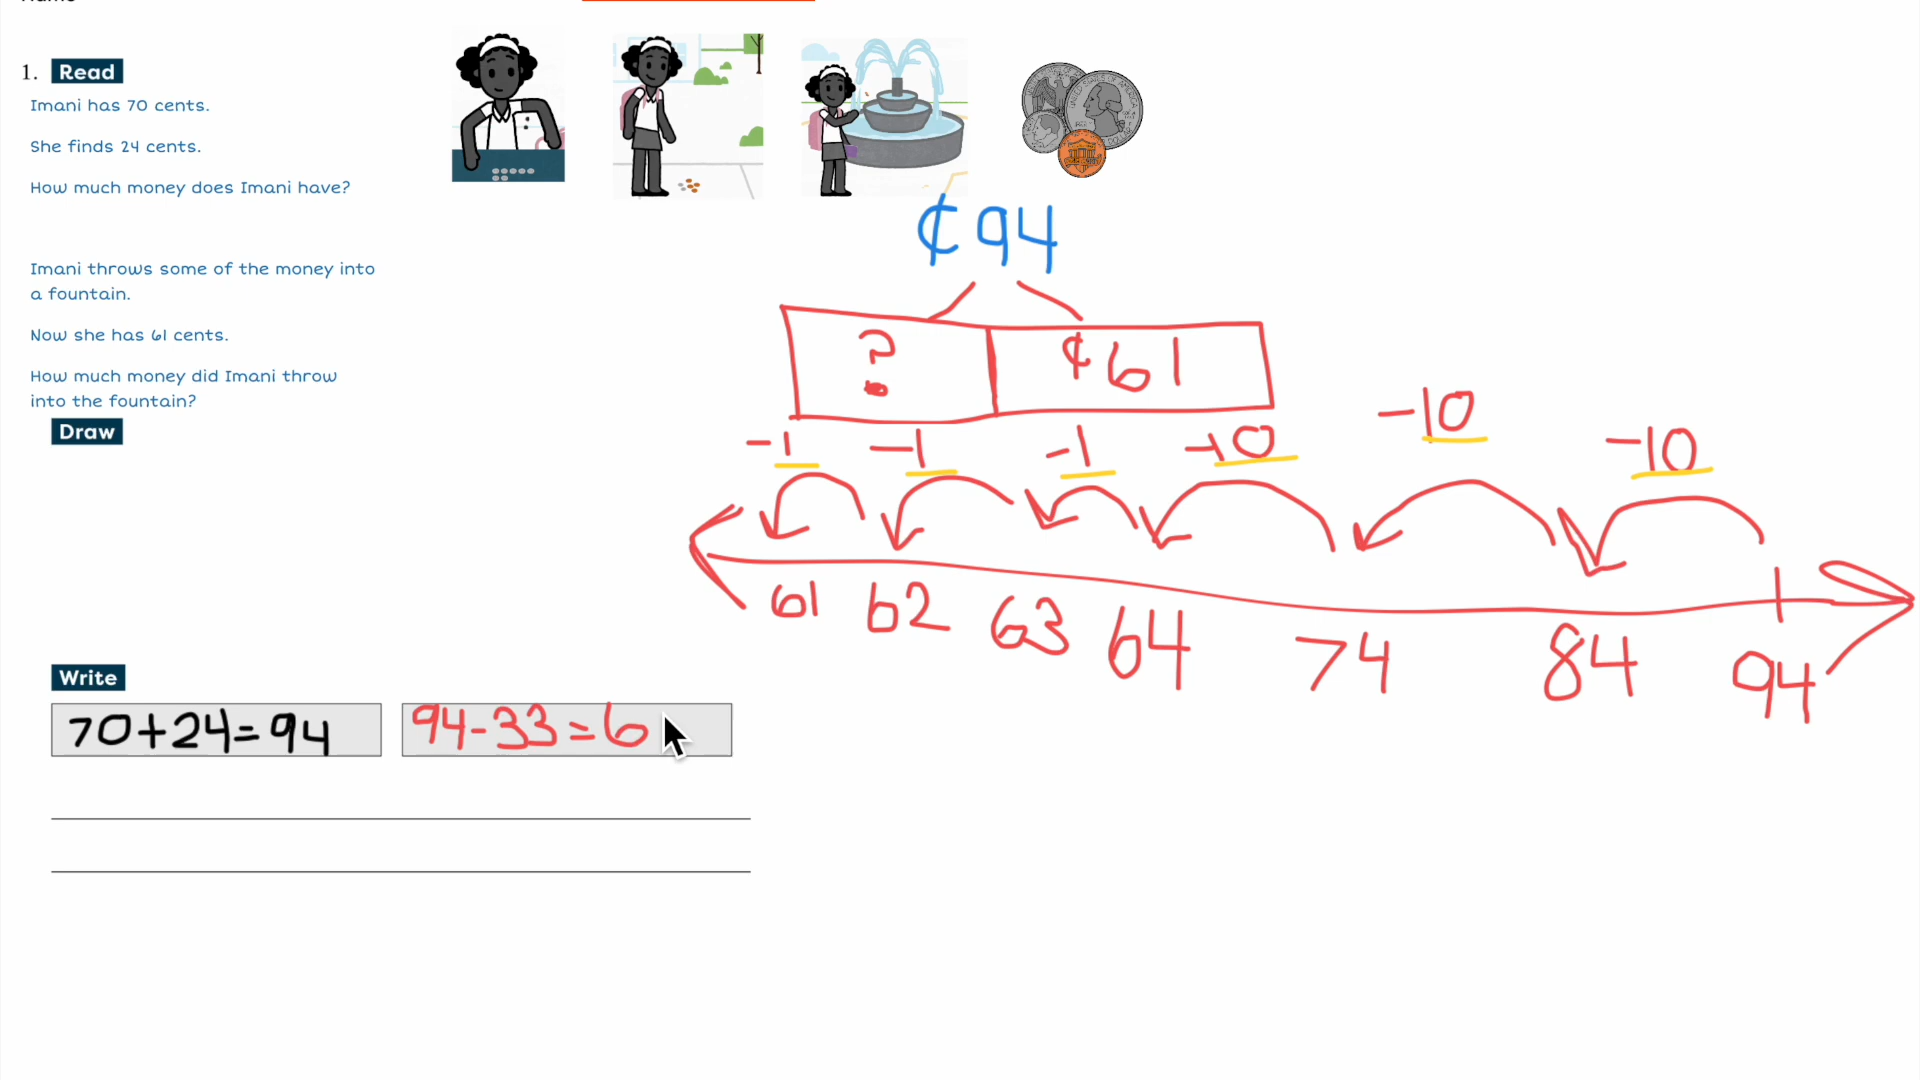 Name
1. Read
Imani has 70 cents.
She finds 24 cents.
How much money does Imani have?
Imani throws some of the money into
a fountain.
Now she has 61 cents.
How much money did Imani throw
into the fountain?
Draw
¢94
? ¢61
-1 -1 -1 -10 -10 -10
61 62 63 64 74 84 94
Write
70+24=94 94-33=6